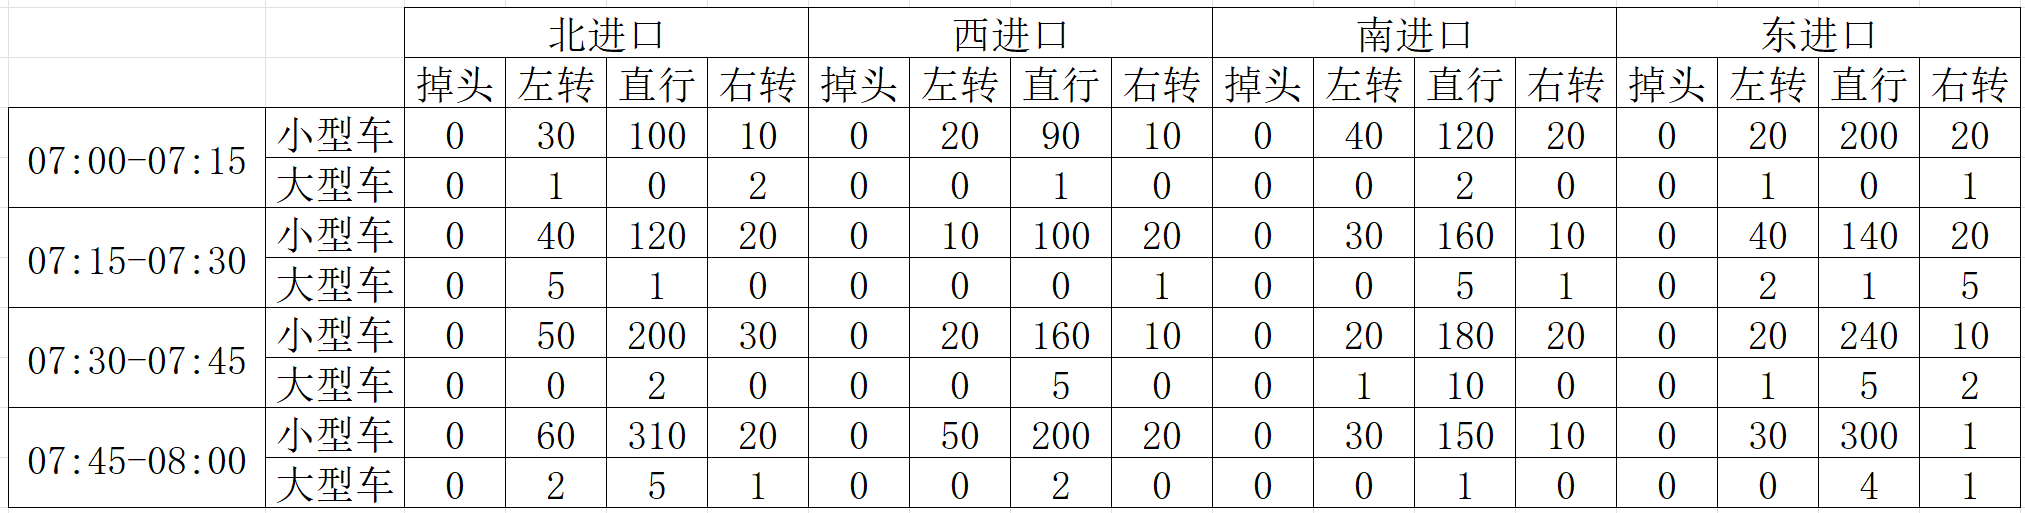 北进口 西进口 南进口 东进口
掉头 左转 直行 右转 掉头 左转 直行 右转 掉头 左转 直行 右转 掉头 左转 直行 右转
07:00-07:15 小型车 0 30 100 10 0 20 90 10 0 40 120 20 0 20 200 20
大型车 0 1 0 2 0 0 1 0 0 0 2 0 0 1 0 1
07:15-07:30 小型车 0 40 120 20 0 10 100 20 0 30 160 10 0 40 140 20
大型车 0 5 1 0 0 0 0 1 0 0 5 1 0 2 1 5
07:30-07:45 小型车 0 50 200 30 0 20 160 10 0 20 180 20 0 20 240 10
大型车 0 0 2 0 0 0 5 0 0 1 10 0 0 1 5 2
07:45-08:00 小型车 0 60 310 20 0 50 200 20 0 30 150 10 0 30 300 1
大型车 0 2 5 1 0 0 2 0 0 0 1 0 0 0 4 1